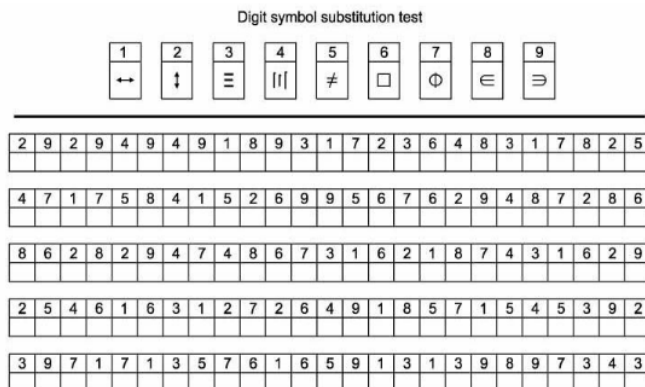 Digit symbol substitution test
1 2 3 4 5 6 7 8 9
↔ ↕ Ξ ⌈|⌉ ≠ □ Φ ∈ ∋
2 9 2 9 4 9 4 9 1 8 9 3 1 7 2 3 6 4 8 3 1 7 8 2 5
4 7 1 7 5 8 4 1 5 2 6 9 9 5 6 7 6 2 9 4 8 7 2 8 6
8 6 2 8 2 9 4 7 4 8 6 7 3 1 6 2 1 8 7 4 3 1 6 2 9
2 5 4 6 1 6 3 1 2 7 2 6 4 9 1 8 5 7 1 5 4 5 3 9 2
3 9 7 1 7 1 3 5 7 6 1 6 5 9 1 3 1 3 9 8 9 7 3 4 3